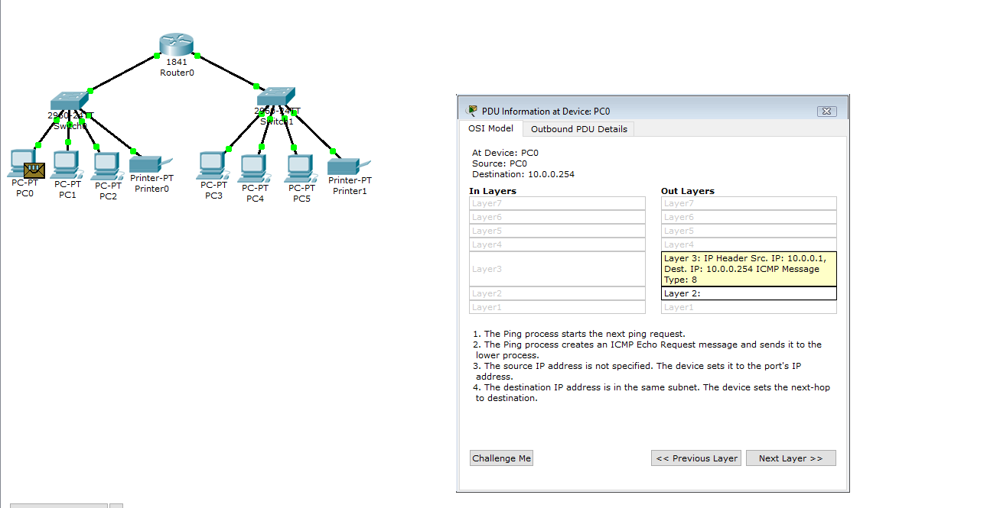 1841
Router0
2960-24TT
Switch0
2960-24TT
Switch1
PC-PT
PC0
PC-PT
PC1
PC-PT
PC2
Printer-PT
Printer0
PC-PT
PC3
PC-PT
PC4
PC-PT
PC5
Printer-PT
Printer1
PDU Information at Device: PC0
OSI Model
Outbound PDU Details
At Device: PC0
Source: PC0
Destination: 10.0.0.254
In Layers
Layer7
Layer6
Layer5
Layer4
Layer3
Layer2
Layer1
Out Layers
Layer7
Layer6
Layer5
Layer4
Layer 3: IP Header Src. IP: 10.0.0.1,
Dest. IP: 10.0.0.254 ICMP Message
Type: 8
Layer 2:
Layer1
1. The Ping process starts the next ping request.
2. The Ping process creates an ICMP Echo Request message and sends it to the
lower process.
3. The source IP address is not specified. The device sets it to the port's IP
address.
4. The destination IP address is in the same subnet. The device sets the next-hop
to destination.
Challenge Me
<< Previous Layer
Next Layer >>